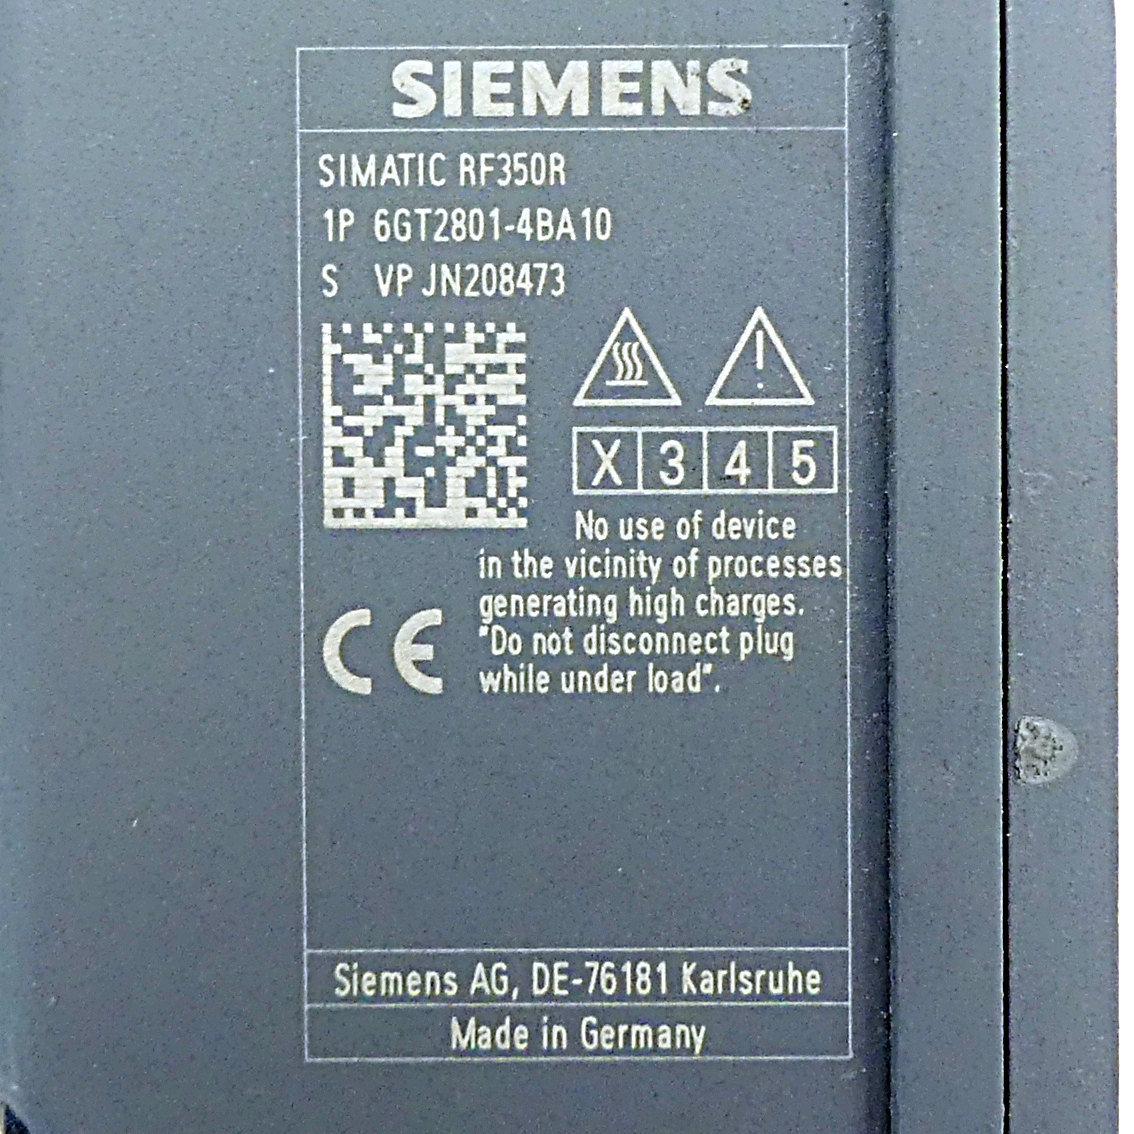 SIEMENS
SIMATIC RF350R
1P 6GT2801-4BA10
S VP JN208473
X 3 4 5
No use of device
in the vicinity of processes
generating high charges.
"Do not disconnect plug
while under load".
CE
Siemens AG, DE-76181 Karlsruhe
Made in Germany